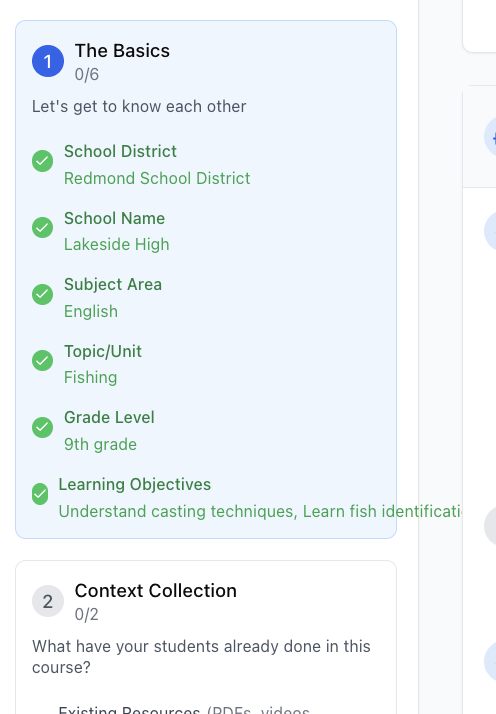 1
The Basics
0/6
Let's get to know each other
School District
Redmond School District
School Name
Lakeside High
Subject Area
English
Topic/Unit
Fishing
Grade Level
9th grade
Learning Objectives
Understand casting techniques, Learn fish identificati
2
Context Collection
0/2
What have your students already done in this
course?
Existing Resources (PDFs, videos,